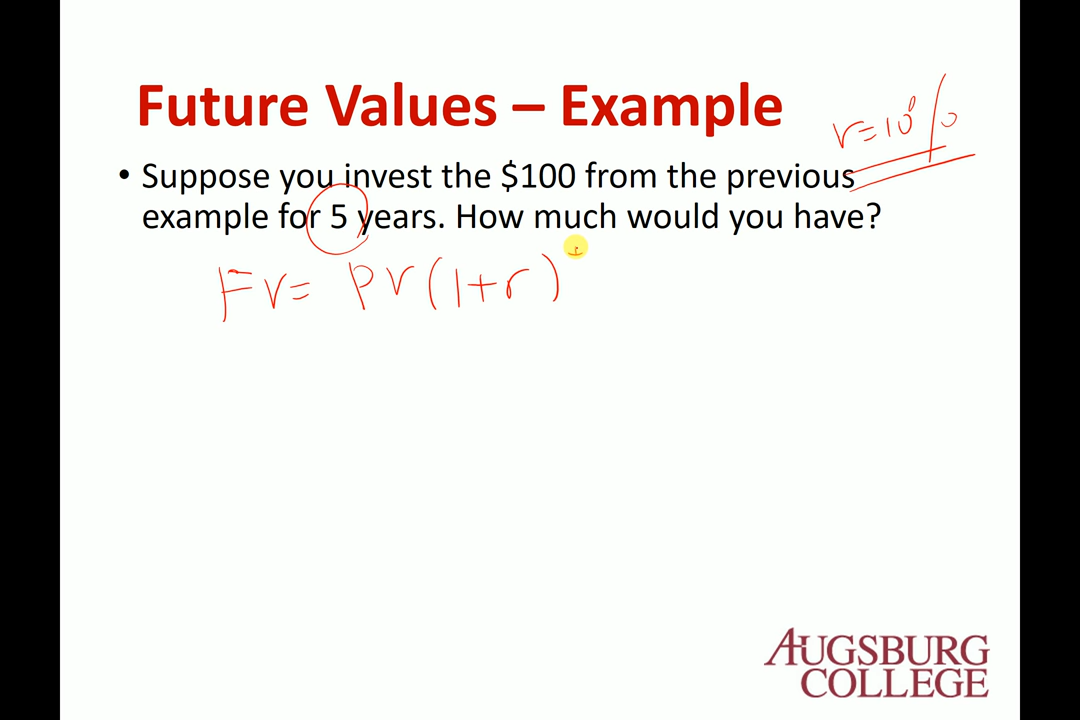 Future Values – Example
r=10%
• Suppose you invest the $100 from the previous
example for 5 years. How much would you have?
FV= PV(1+r)
AUGSBURG
COLLEGE